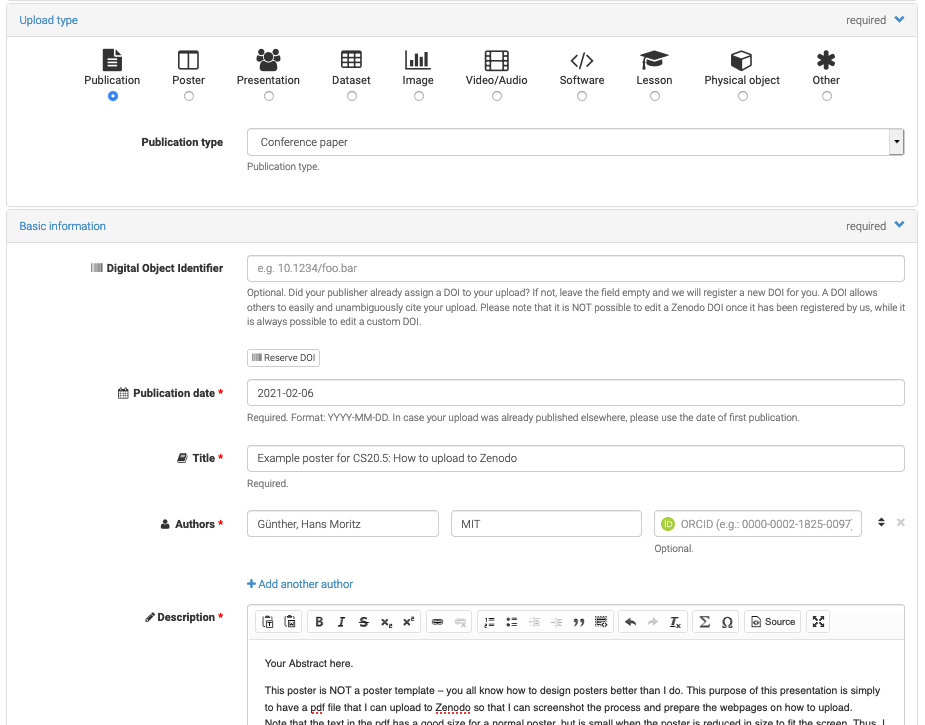 Upload type required
Publication Poster Presentation Dataset Image Video/Audio Software Lesson Physical object Other
Publication type Conference paper
Publication type.
Basic information required
Digital Object Identifier e.g. 10.1234/foo.bar
Optional. Did your publisher already assign a DOI to your upload? If not, leave the field empty and we will register a new DOI for you. A DOI allows
others to easily and unambiguously cite your upload. Please note that it is NOT possible to edit a Zenodo DOI once it has been registered by us, while it
is always possible to edit a custom DOI.
Reserve DOI
Publication date * 2021-02-06
Required. Format: YYYY-MM-DD. In case your upload was already published elsewhere, please use the date of first publication.
Title * Example poster for CS20.5: How to upload to Zenodo
Required.
Authors * Günther, Hans Moritz MIT iD ORCID (e.g.: 0000-0002-1825-0097)
Optional.
+ Add another author
Description * B I S x₂ x² Σ Ω Source
Your Abstract here.
This poster is NOT a poster template – you all know how to design posters better than I do. This purpose of this presentation is simply
to have a pdf file that I can upload to Zenodo so that I can screenshot the process and prepare the webpages on how to upload.
Note that the text in the pdf has a good size for a normal poster, but is small when the poster is reduced in size to fit the screen. Thus, I